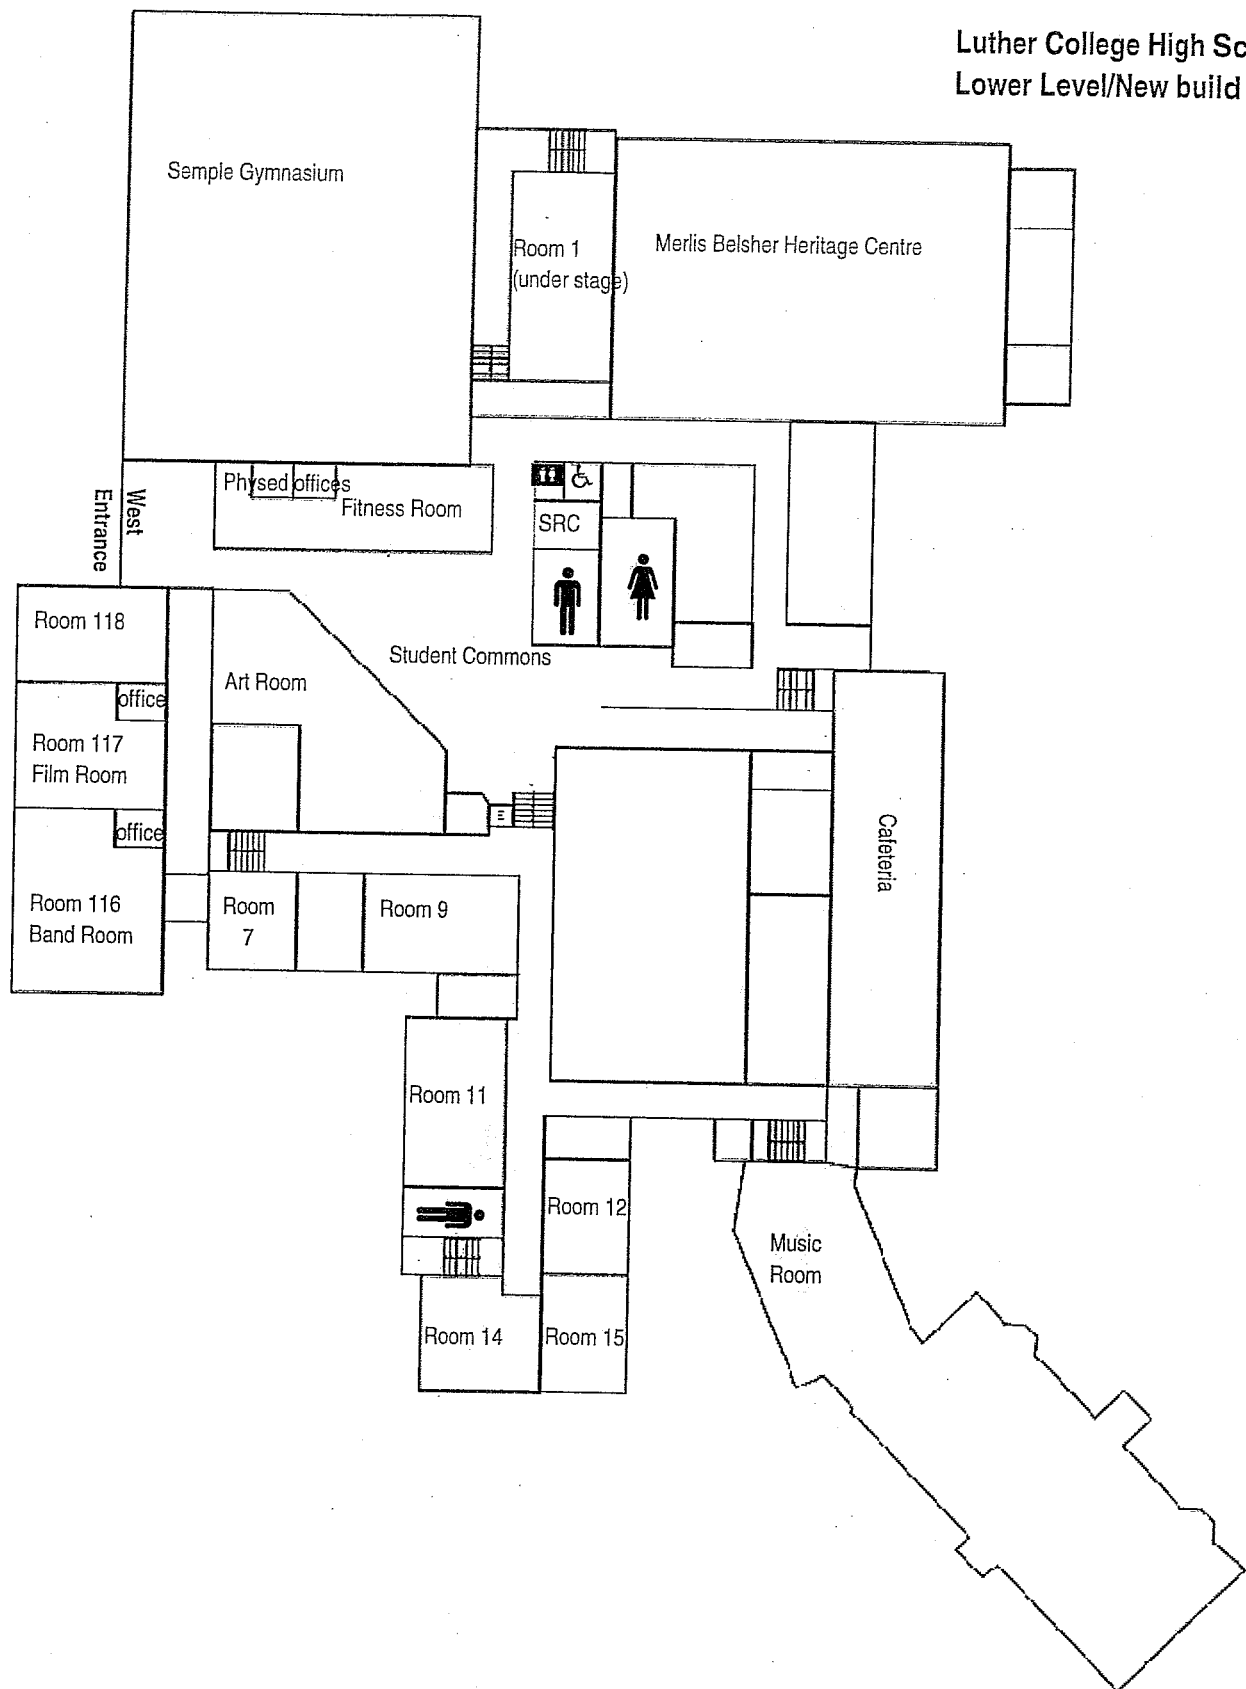 Luther College High Sc
Lower Level/New build
Semple Gymnasium
Room 1
(under stage)
Merlis Belsher Heritage Centre
Physed offices
Fitness Room
West
Entrance
SRC
Room 118
Student Commons
Art Room
office
Room 117
Film Room
office
Cafeteria
Room 116
Band Room
Room
7
Room 9
Room 11
Room 12
Music
Room
Room 14
Room 15